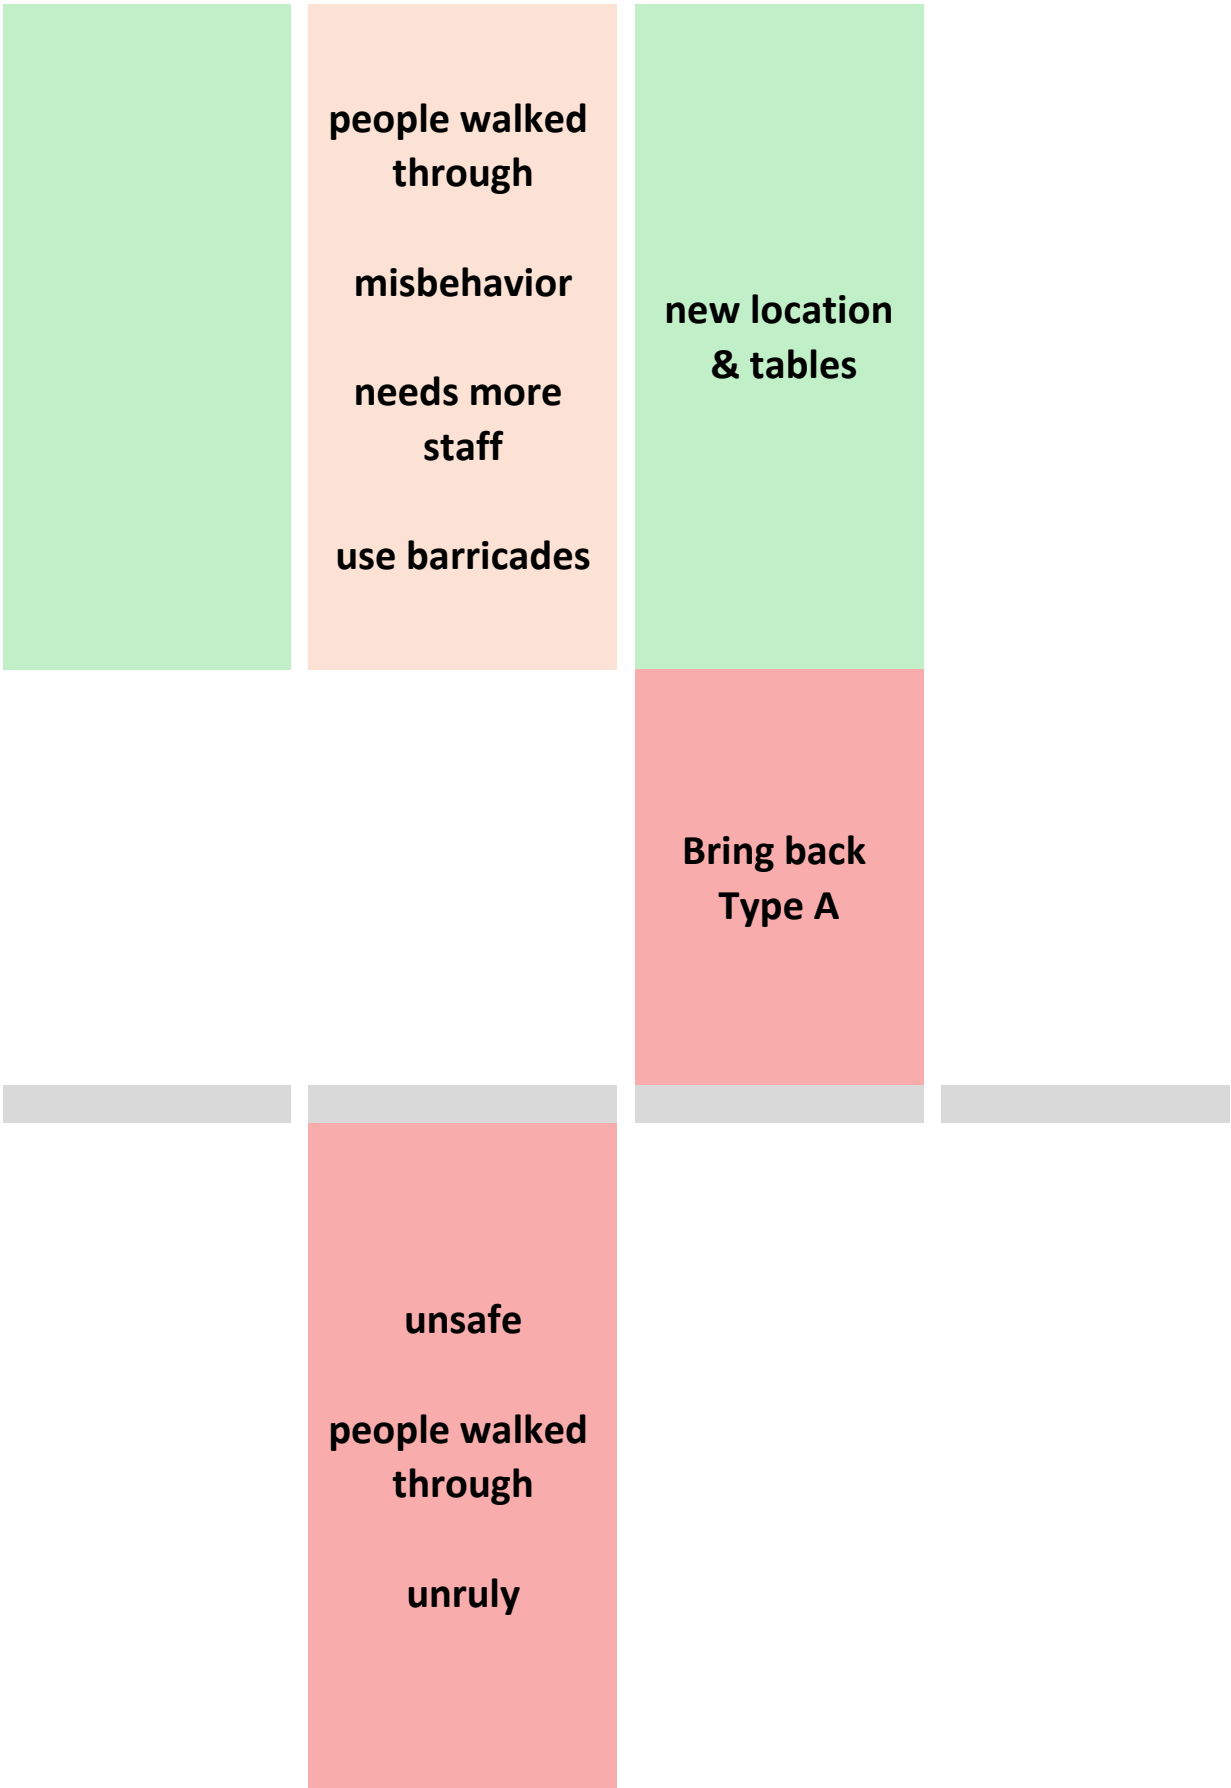 people walked
through
misbehavior
needs more
staff
use barricades
new location
& tables
Bring back
Type A
unsafe
people walked
through
unruly